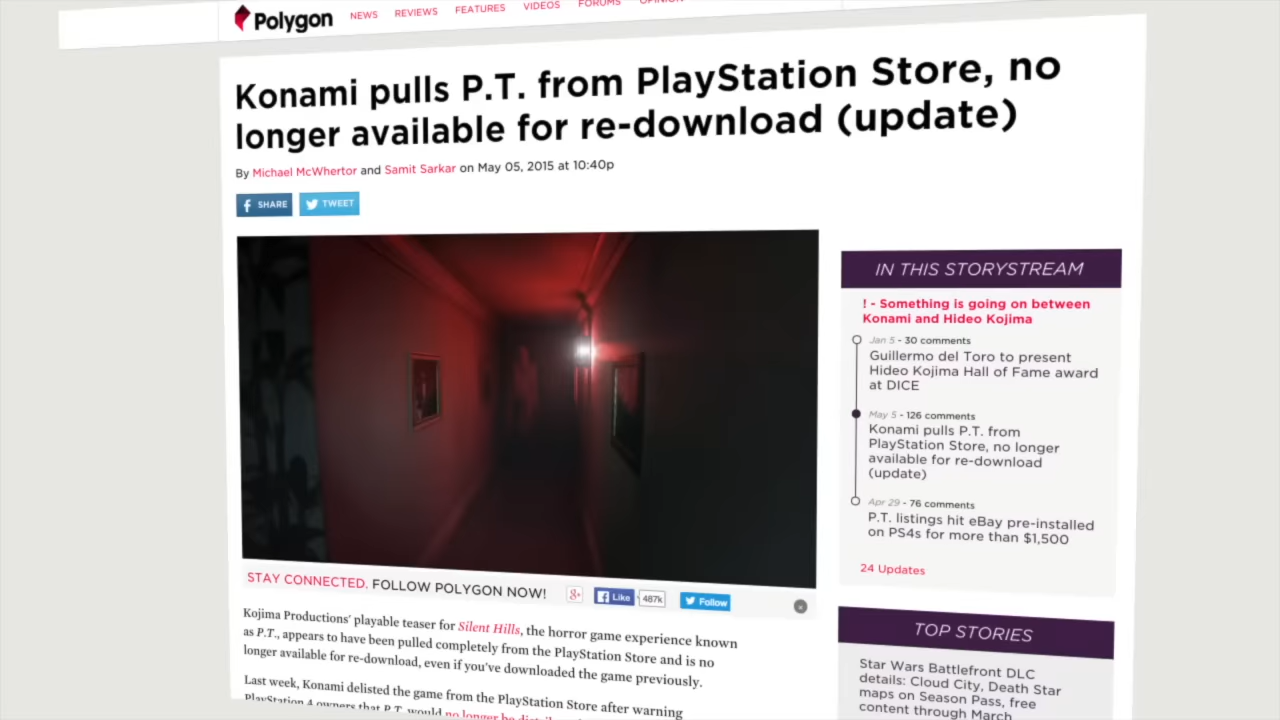 Polygon
NEWS
REVIEWS
FEATURES
VIDEOS
FORUMS
OPINION
Konami pulls P.T. from PlayStation Store, no
longer available for re-download (update)
By Michael McWhertor and Samit Sarkar on May 05, 2015 at 10:40p
SHARE
TWEET
IN THIS STORYSTREAM
! - Something is going on between
Konami and Hideo Kojima
Jan 5 - 30 comments
Guillermo del Toro to present
Hideo Kojima Hall of Fame award
at DICE
May 5 - 126 comments
Konami pulls P.T. from
PlayStation Store, no longer
available for re-download
(update)
Apr 29 - 76 comments
P.T. listings hit eBay pre-installed
on PS4s for more than $1,500
24 Updates
STAY CONNECTED. FOLLOW POLYGON NOW!
g+
Like
487k
Follow
Kojima Productions' playable teaser for Silent Hills, the horror game experience known
as P.T., appears to have been pulled completely from the PlayStation Store and is no
longer available for re-download, even if you've downloaded the game previously.
Last week, Konami delisted the game from the PlayStation Store after warning
PlayStation 4 owners that P.T. would no longer be
TOP STORIES
Star Wars Battlefront DLC
details: Cloud City, Death Star
maps on Season Pass, free
content through March